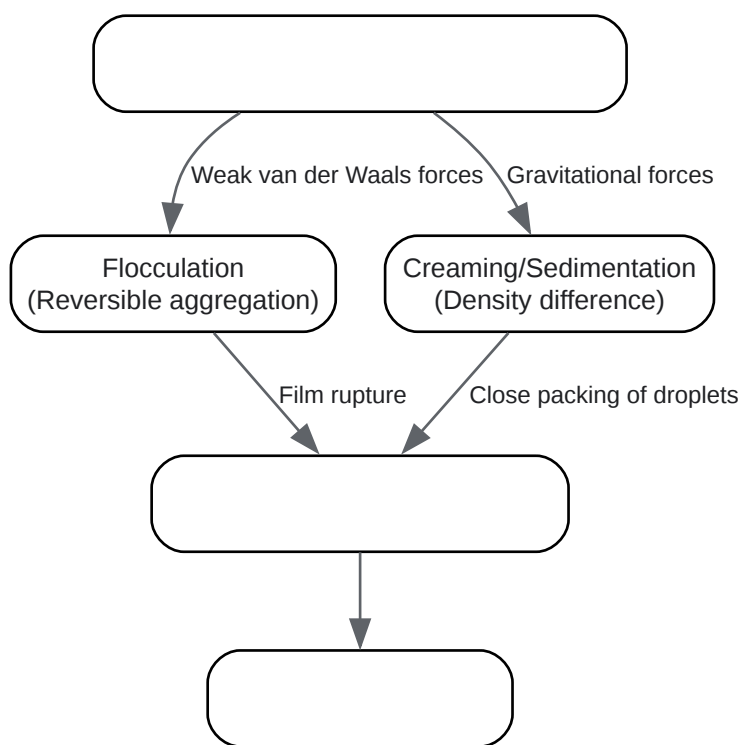 Weak van der Waals forces
Gravitational forces
Flocculation
(Reversible aggregation)
Creaming/Sedimentation
(Density difference)
Film rupture
Close packing of droplets